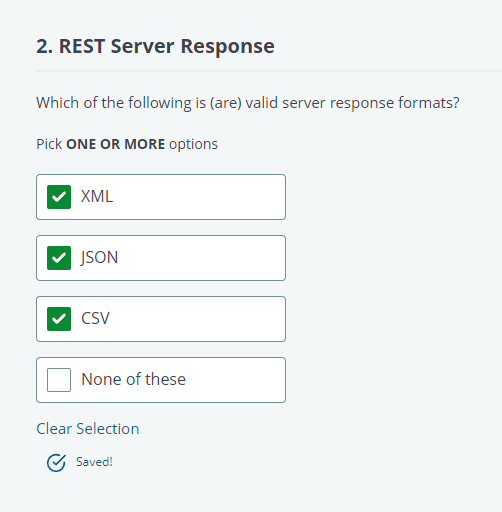 2. REST Server Response
Which of the following is (are) valid server response formats?
Pick ONE OR MORE options
XML
JSON
CSV
None of these
Clear Selection
Saved!